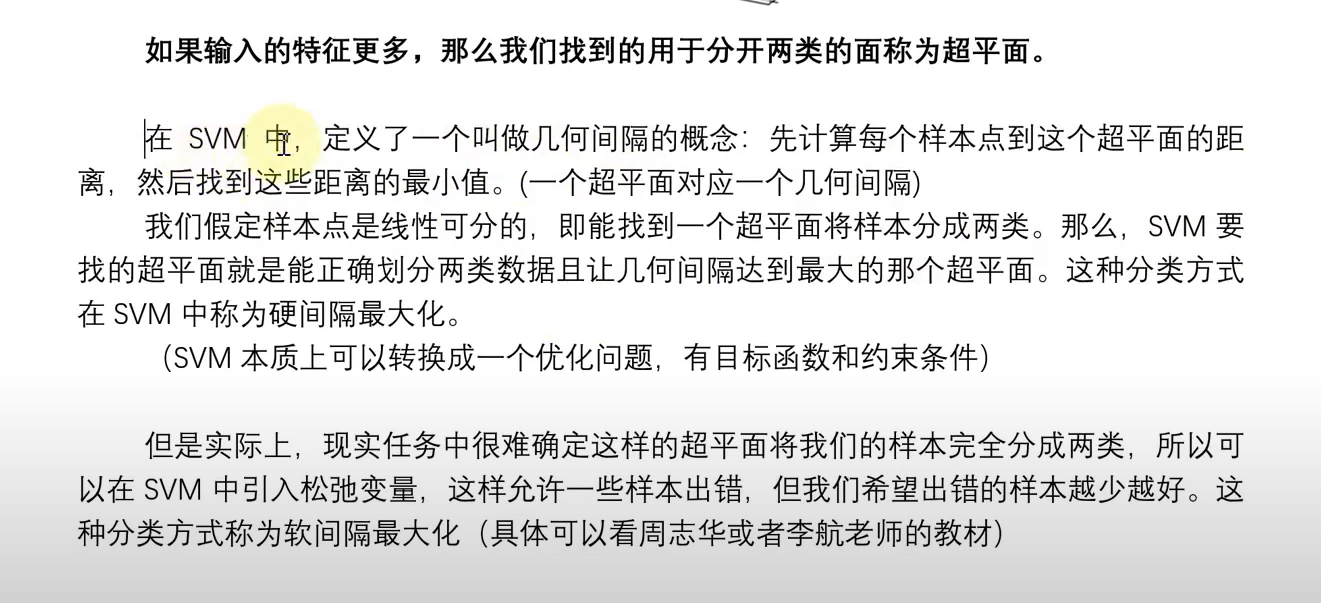 如果输入的特征更多，那么我们找到的用于分开两类的面称为超平面。
在 SVM 中，定义了一个叫做几何间隔的概念：先计算每个样本点到这个超平面的距
离，然后找到这些距离的最小值。(一个超平面对应一个几何间隔)
我们假定样本点是线性可分的，即能找到一个超平面将样本分成两类。那么，SVM 要
找的超平面就是能正确划分两类数据且让几何间隔达到最大的那个超平面。这种分类方式
在 SVM 中称为硬间隔最大化。
（SVM 本质上可以转换成一个优化问题，有目标函数和约束条件）
但是实际上，现实任务中很难确定这样的超平面将我们的样本完全分成两类，所以可
以在 SVM 中引入松弛变量，这样允许一些样本出错，但我们希望出错的样本越少越好。这
种分类方式称为软间隔最大化（具体可以看周志华或者李航老师的教材）